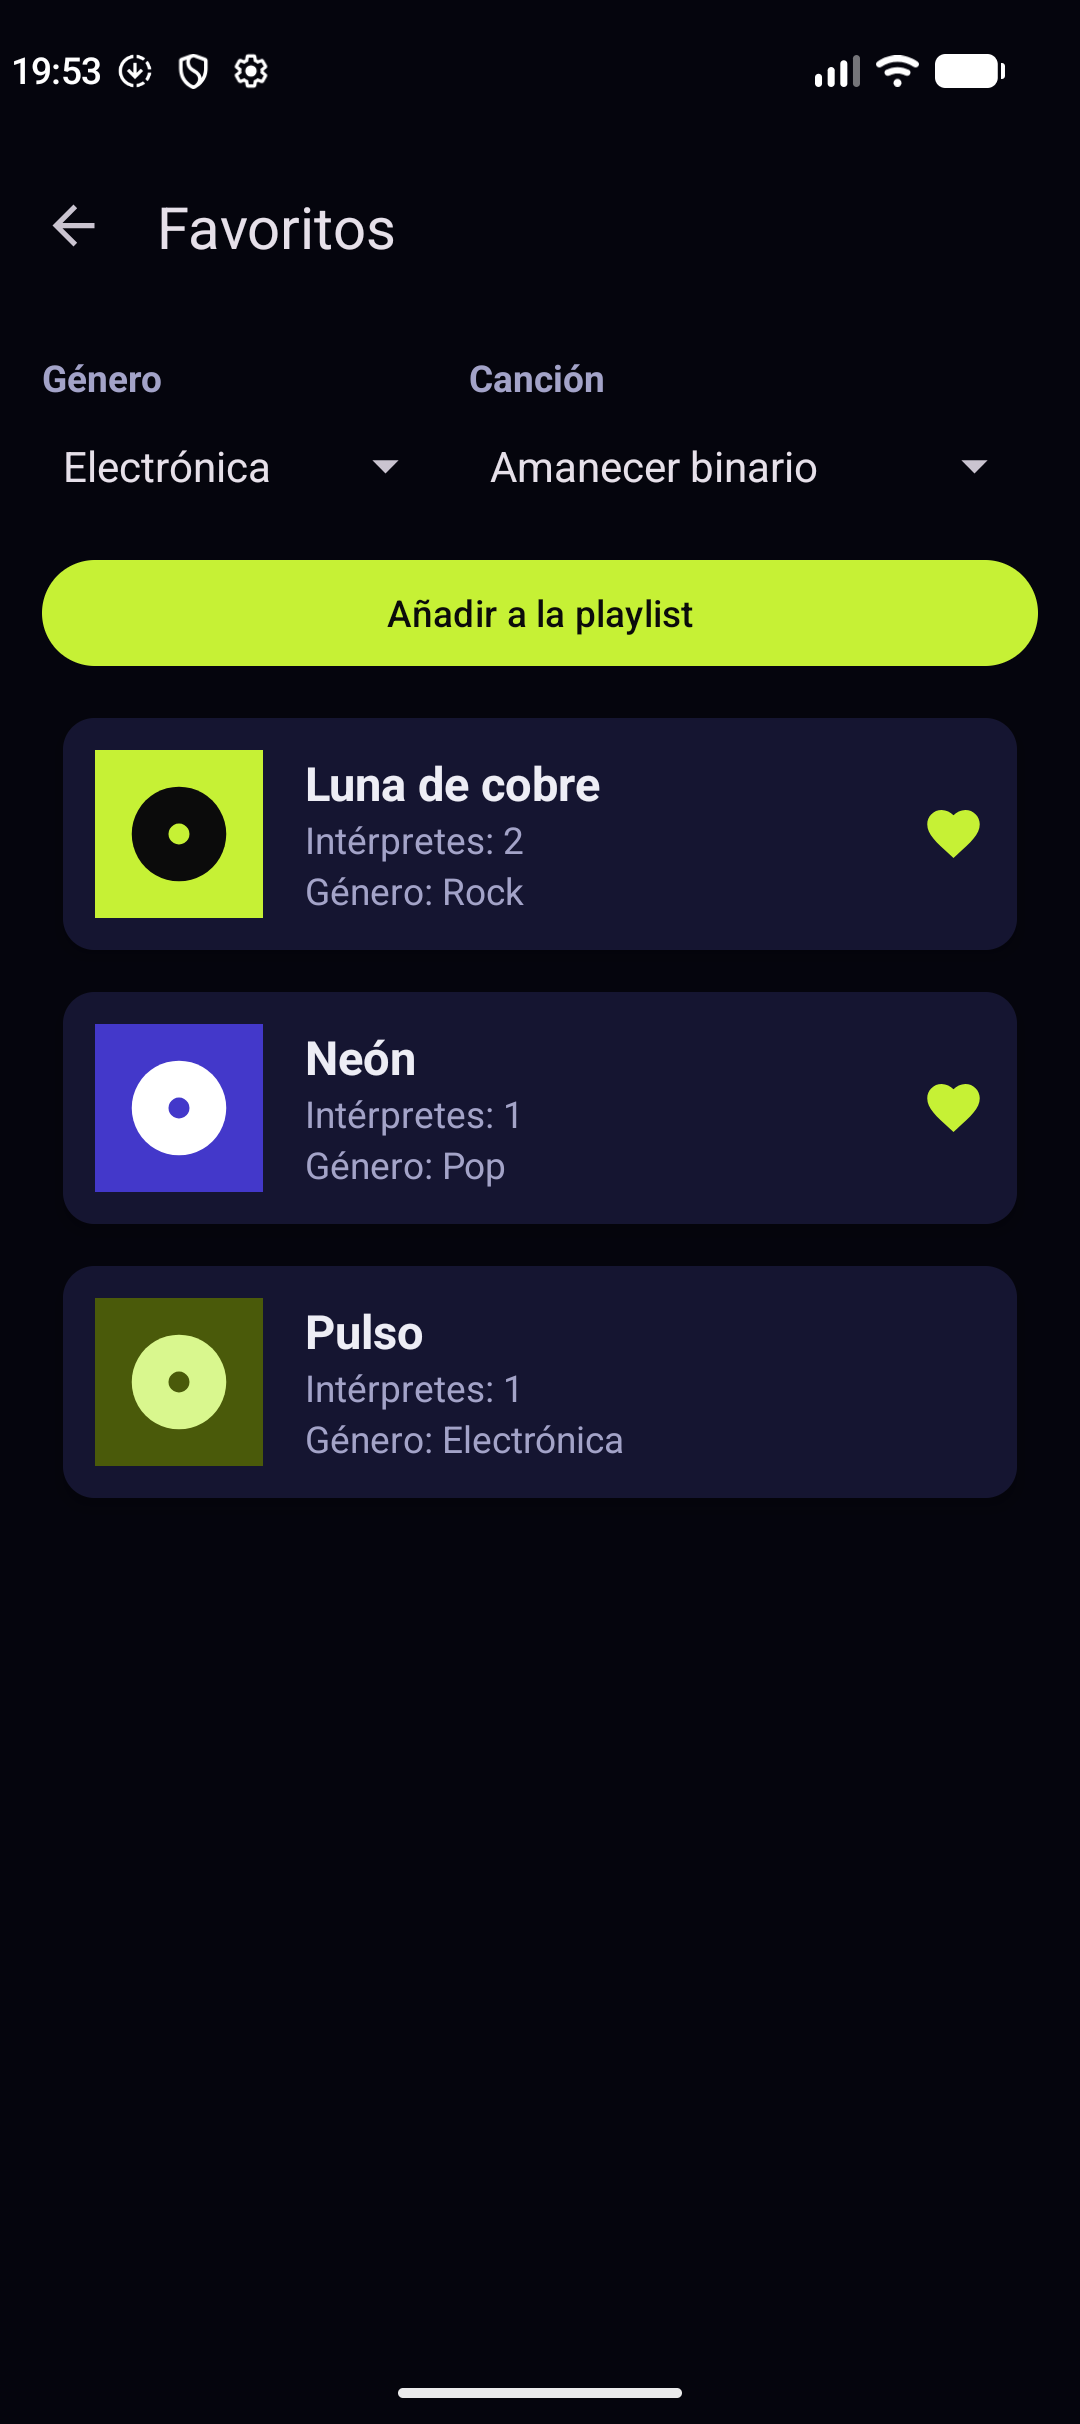 19:53
Favoritos
Género
Canción
Electrónica
Amanecer binario
Añadir a la playlist
Luna de cobre
Intérpretes: 2
Género: Rock
Neón
Intérpretes: 1
Género: Pop
Pulso
Intérpretes: 1
Género: Electrónica